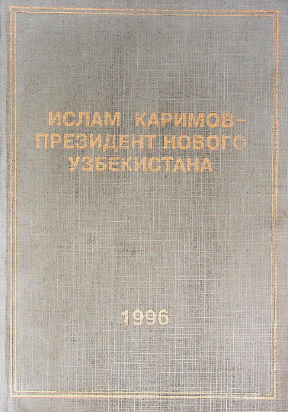 ИСЛАМ КАРИМОВ–
ПРЕЗИДЕНТ НОВОГО
УЗБЕКИСТАНА
1996